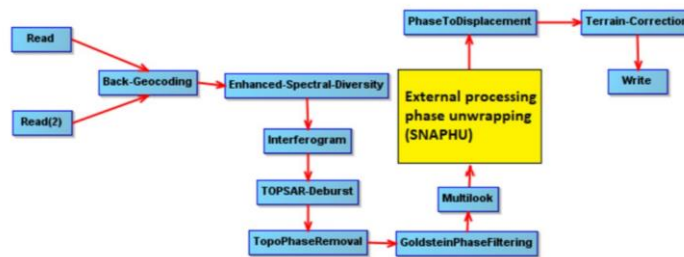 Read
Read(2)
Back-Geocoding
Enhanced-Spectral-Diversity
Interferogram
TOPSAR-Deburst
TopoPhaseRemoval
GoldsteinPhaseFiltering
Multilook
External processing
phase unwrapping
(SNAPHU)
PhaseToDisplacement
Terrain-Correction
Write